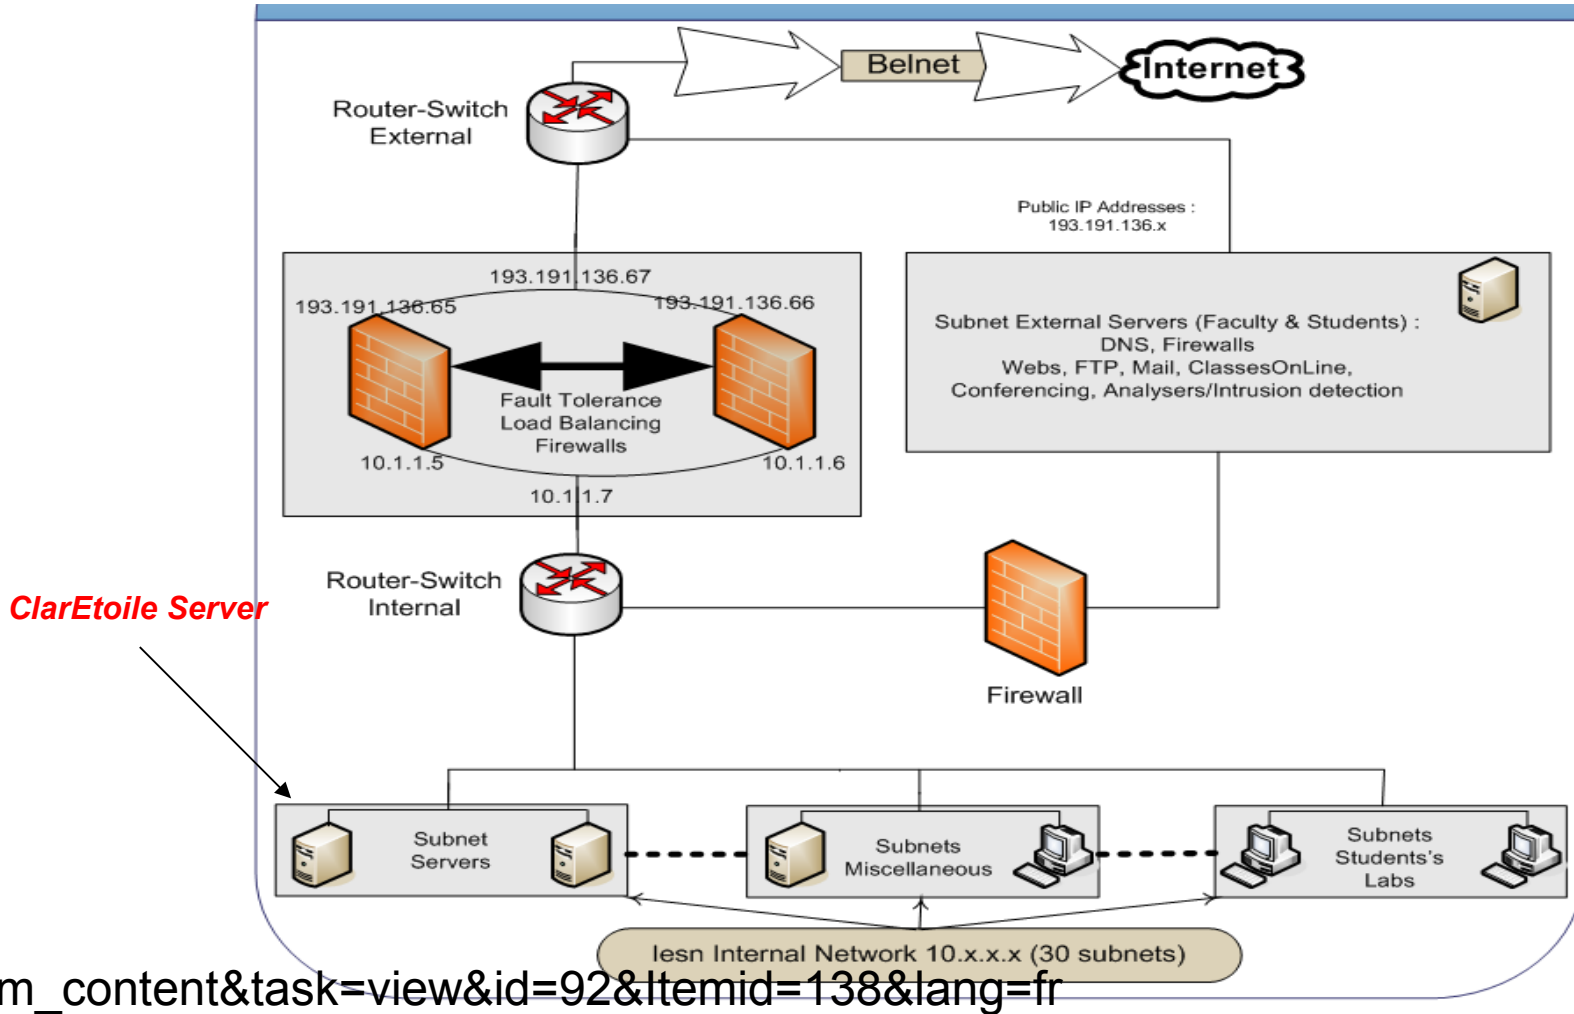 Belnet
Internet
Router-Switch
External
Public IP Addresses :
193.191.136.x
193.191.136.67
193.191.136.65
193.191.136.66
Subnet External Servers (Faculty & Students) :
DNS, Firewalls
Webs, FTP, Mail, ClassesOnLine,
Conferencing, Analysers/Intrusion detection
Fault Tolerance
Load Balancing
Firewalls
10.1.1.5
10.1.1.6
10.1.1.7
Router-Switch
Internal
ClarEtoile Server
Firewall
Subnet
Servers
Subnets
Miscellaneous
Subnets
Students's
Labs
Iesn Internal Network 10.x.x.x (30 subnets)
m_content&task=view&id=92&Itemid=138&lang=fr